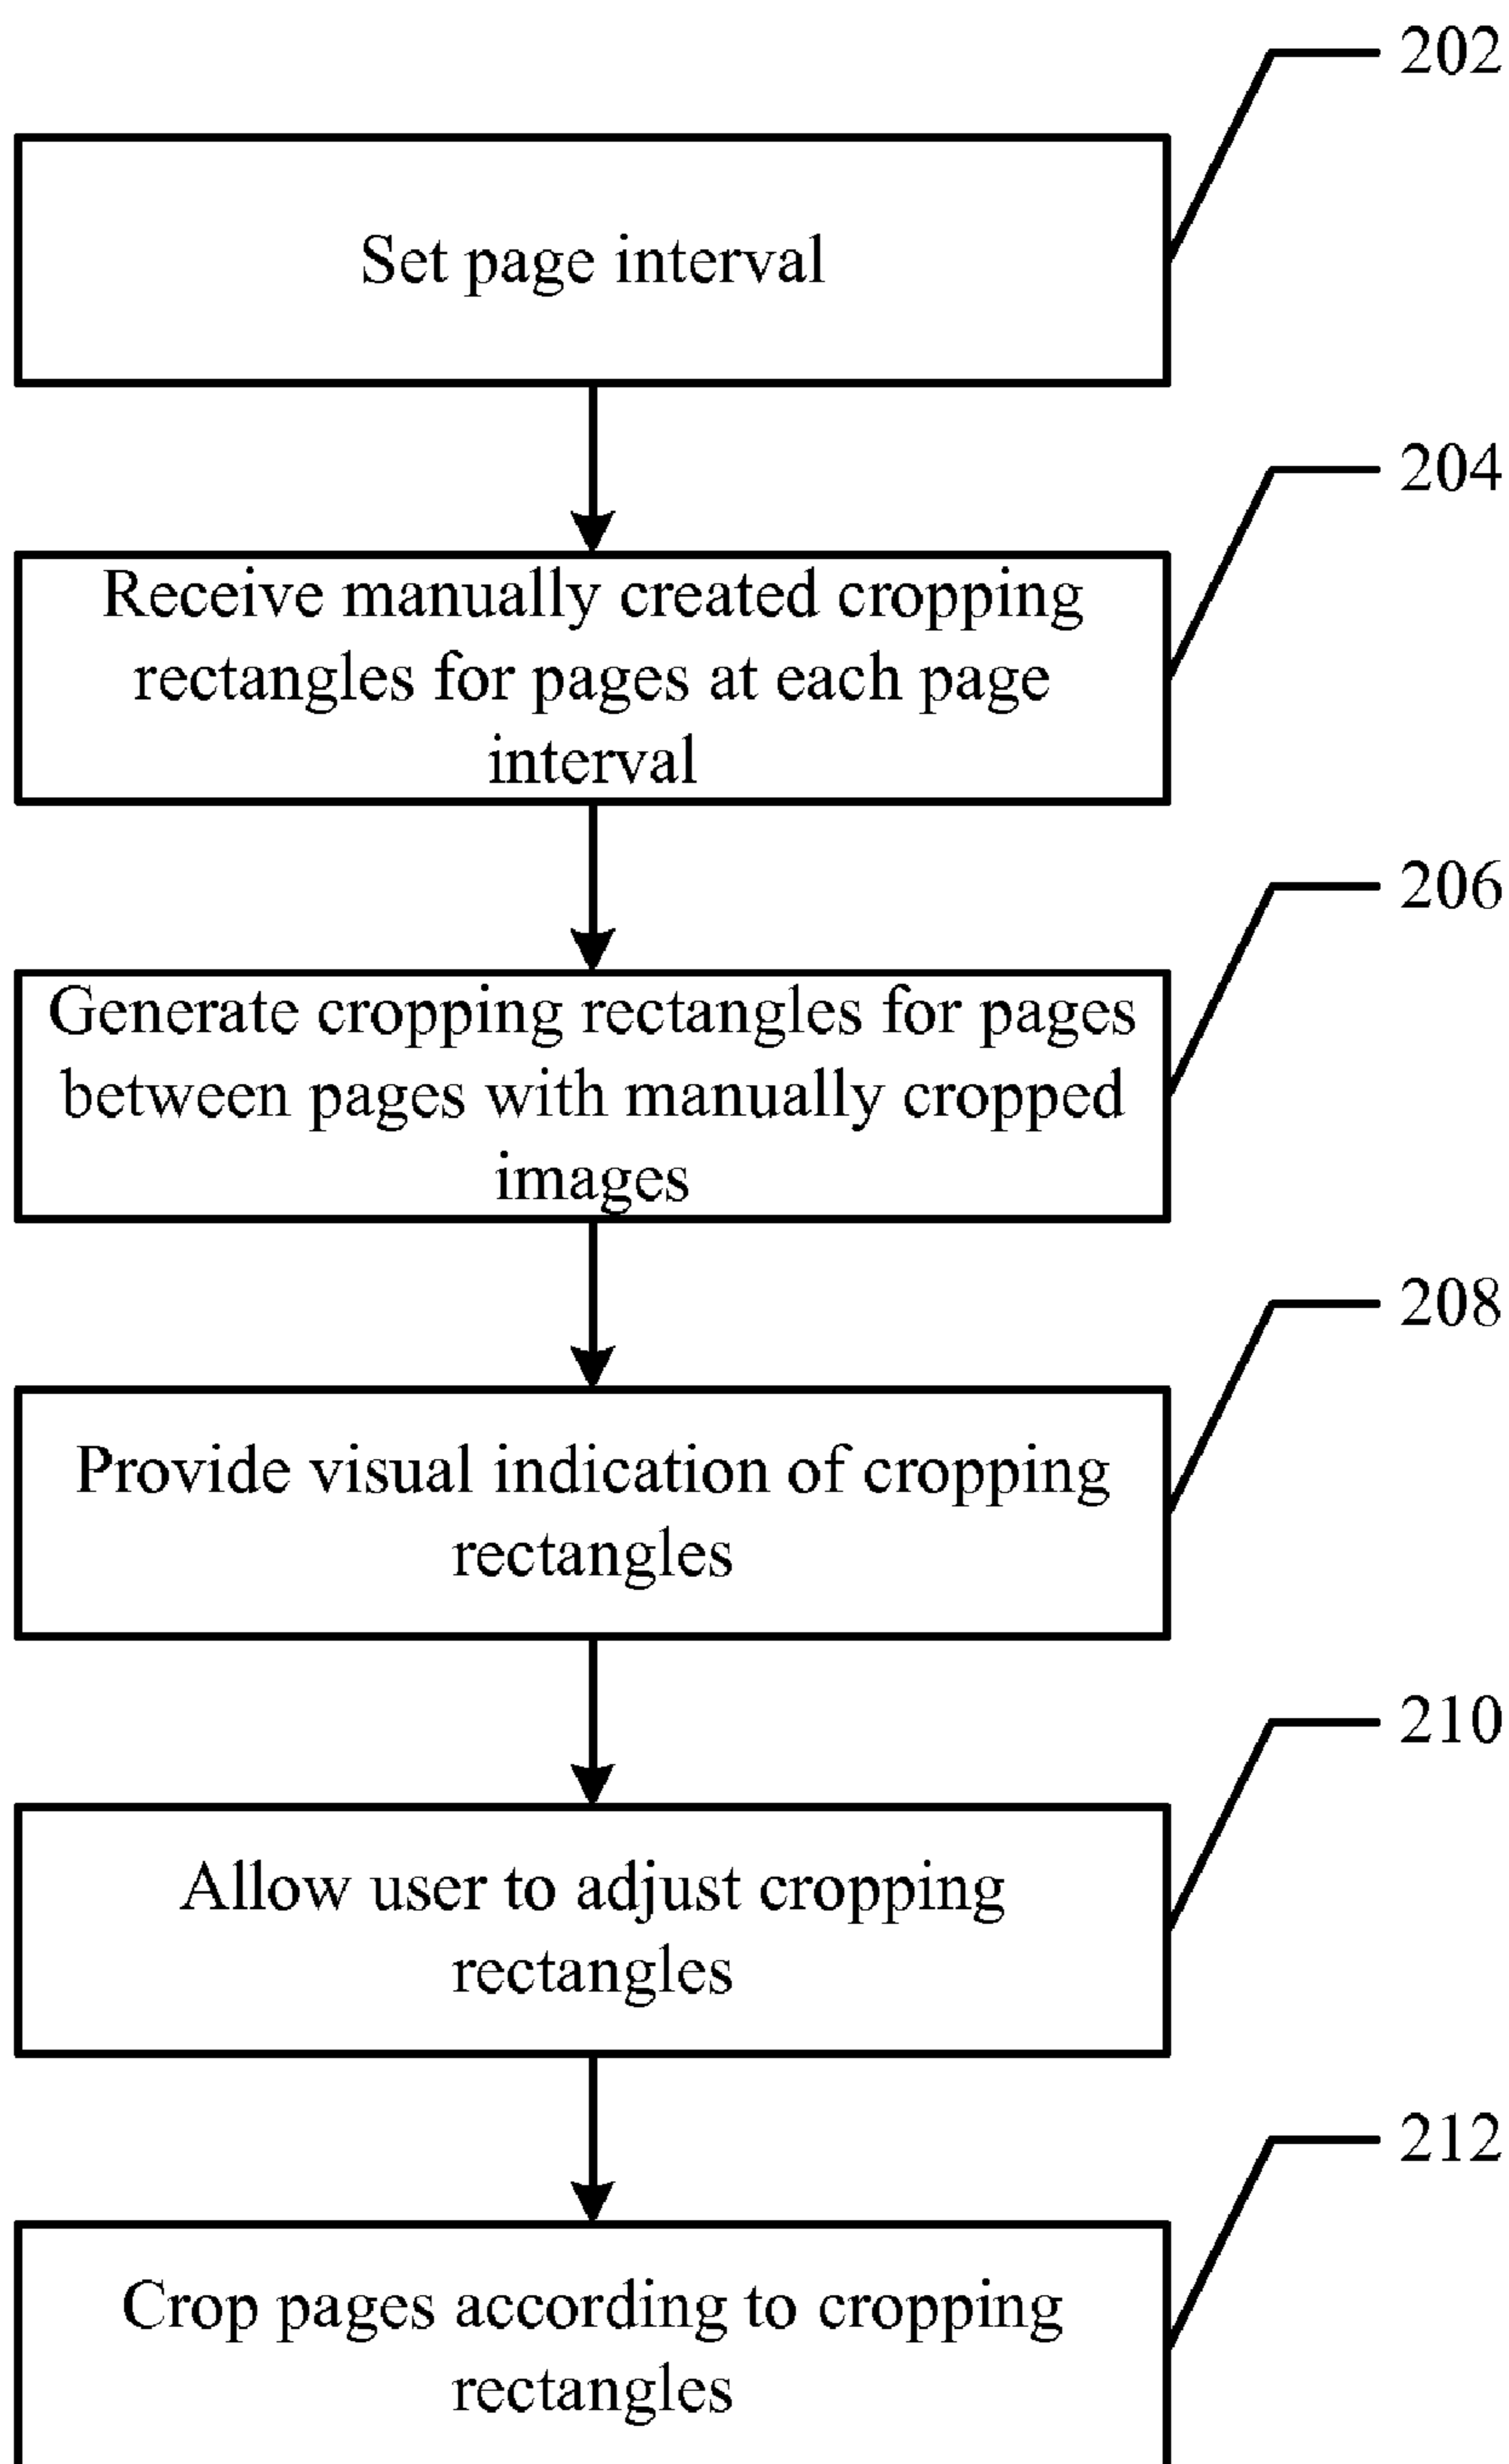 202
Set page interval
204
Receive manually created cropping
rectangles for pages at each page
interval
206
Generate cropping rectangles for pages
between pages with manually cropped
images
208
Provide visual indication of cropping
rectangles
210
Allow user to adjust cropping
rectangles
212
Crop pages according to cropping
rectangles